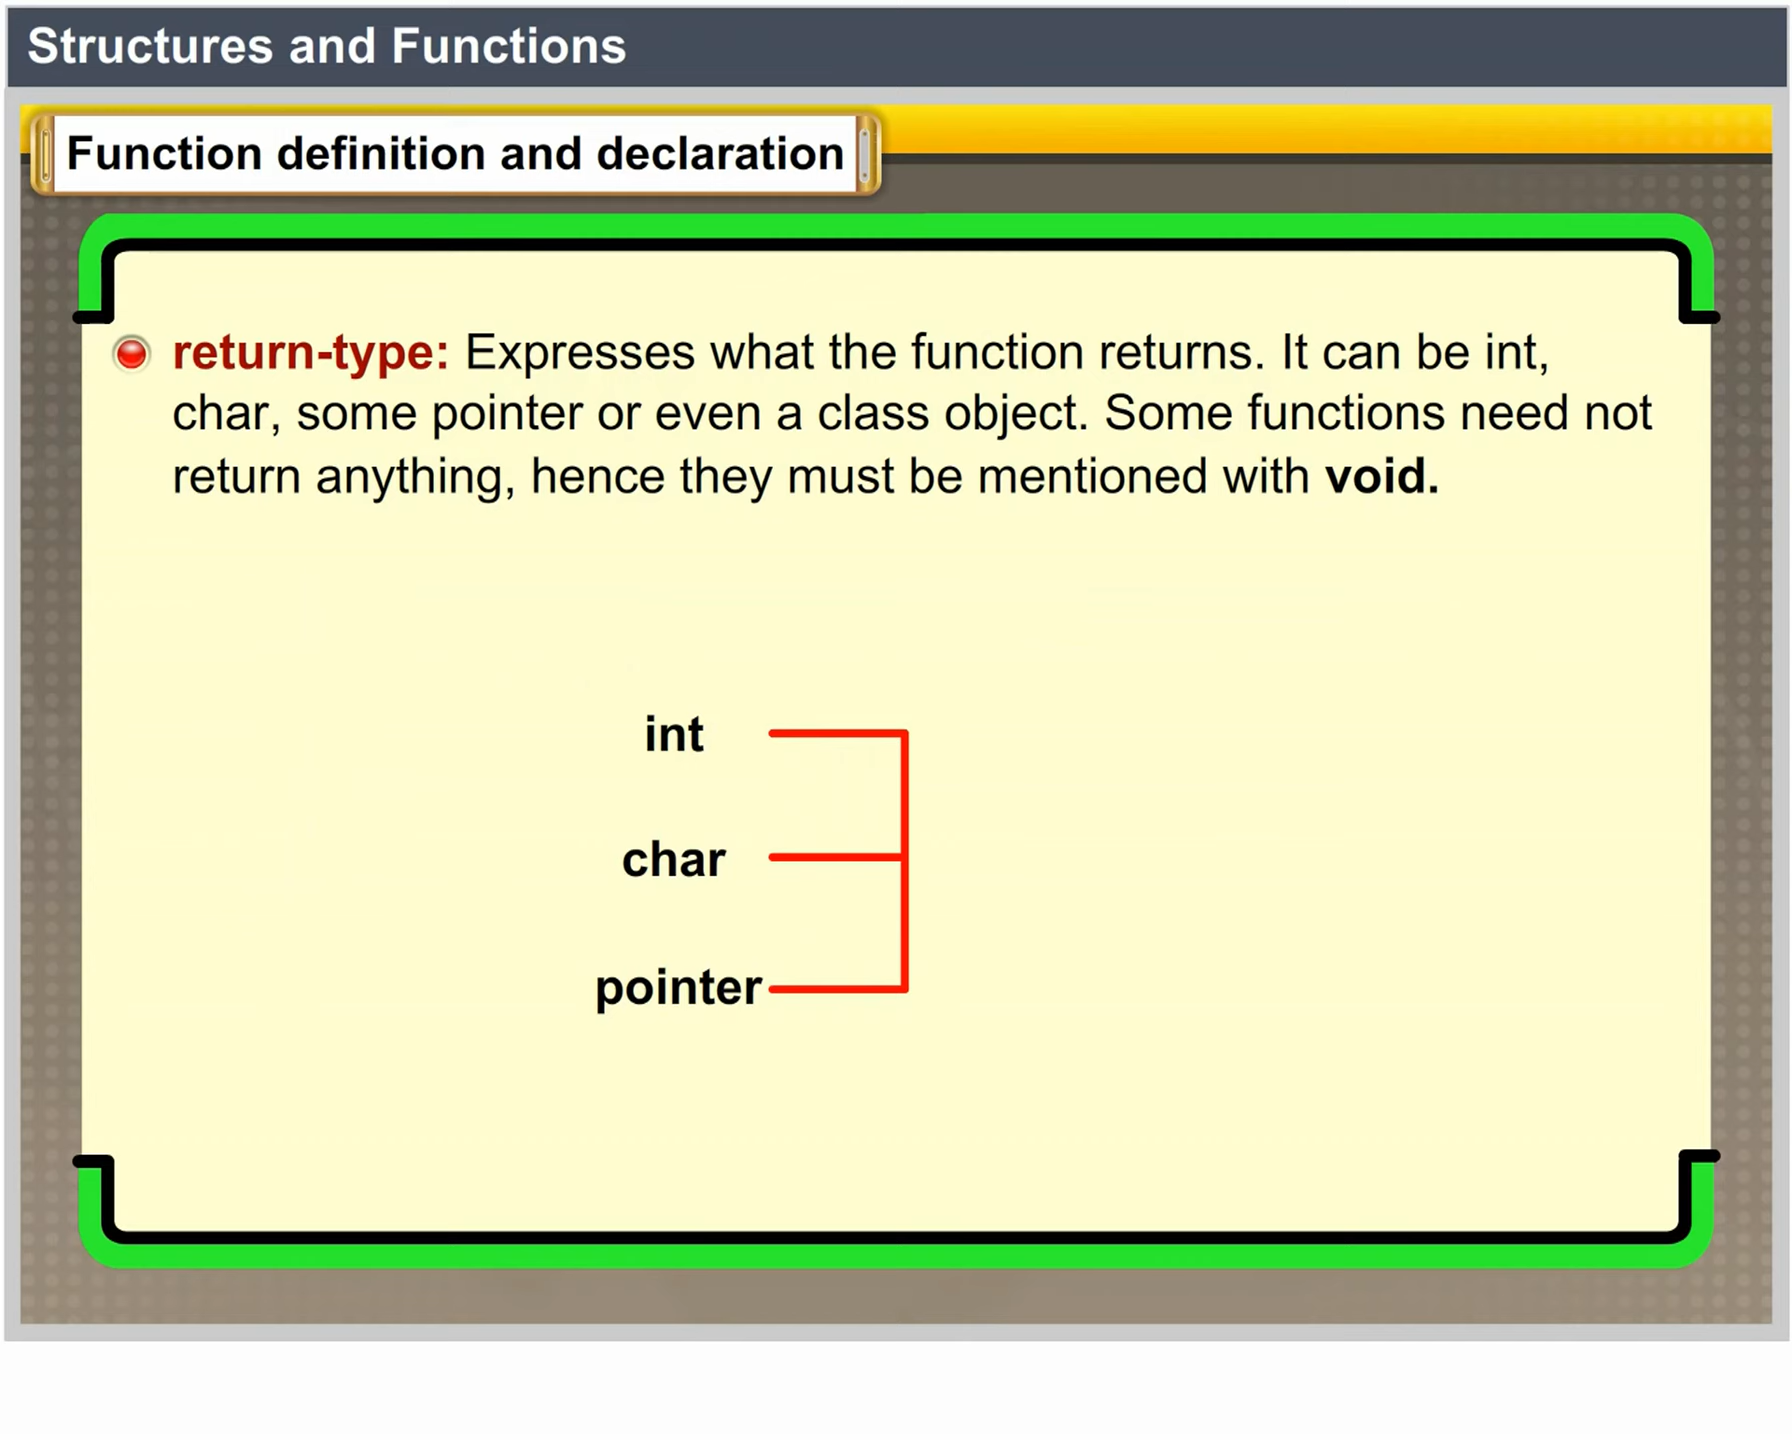 Structures and Functions
Function definition and declaration
return-type: Expresses what the function returns. It can be int,
char, some pointer or even a class object. Some functions need not
return anything, hence they must be mentioned with void.
int
char
pointer